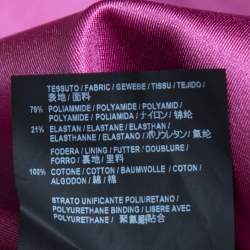 TESSUTO / FABRIC / GEWEBE / TISSU / TEJIDO /
表地 / 面料
79% POLIAMMIDE / POLYAMIDE / POLYAMID /
POLYAMIDE / POLIAMIDA / ナイロン / 锦纶
21% ELASTAN / ELASTANE / ELASTHAN /
ELASTHANNE / ELASTANO / ポリウレタン / 氨纶
FODERA / LINING / FUTTER / DOUBLURE /
FORRO / 裏地 / 里料
100% COTONE / COTTON / BAUMWOLLE / COTON /
ALGODON / 綿 / 棉
STRATO UNIFICANTE POLIURETANO /
POLYURETHANE BINDING / LISERE AVEC
POLYURETHANE /